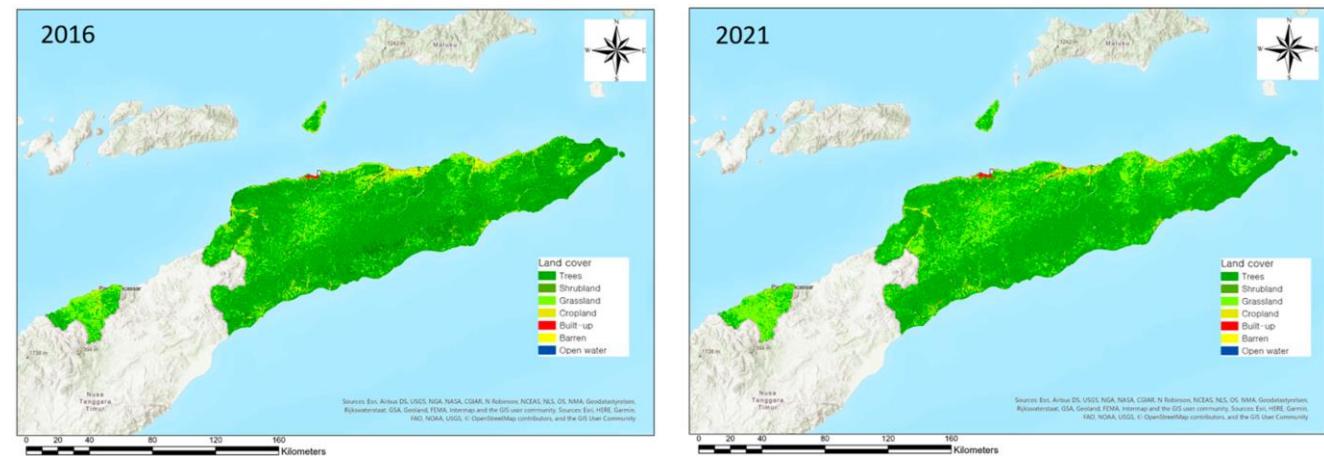 2016
1262 m
Maluku
N
W
E
S
Land cover
Trees
Shrubland
Grassland
Cropland
Built-up
Barren
Open water
1738 m
Nusa
Tenggara
Timur
Sources: Esri, Airbus DS, USGS, NGA, NASA, CGIAR, N Robinson, NCEAS, NLS, OS, NMA, Geodatastyrelsen,
Rijkswaterstaat, GSA, Geoland, FEMA, Intermap and the GIS user community. Sources: Esri, HERE, Garmin,
FAO, NOAA, USGS, © OpenStreetMap contributors, and the GIS User Community
0 20 40 80 120 160
Kilometers
2021
Maluku
N
W
E
S
Land cover
Trees
Shrubland
Grassland
Cropland
Built-up
Barren
Open water
1738 m
Nusa
Tenggara
Timur
Sources: Esri, Airbus DS, USGS, NGA, NASA, CGIAR, N Robinson, NCEAS, NLS, OS, NMA, Geodatastyrelsen,
Rijkswaterstaat, GSA, Geoland, FEMA, Intermap and the GIS user community. Sources: Esri, HERE, Garmin,
FAO, NOAA, USGS, © OpenStreetMap contributors, and the GIS User Community
0 20 40 80 120 160
Kilometers